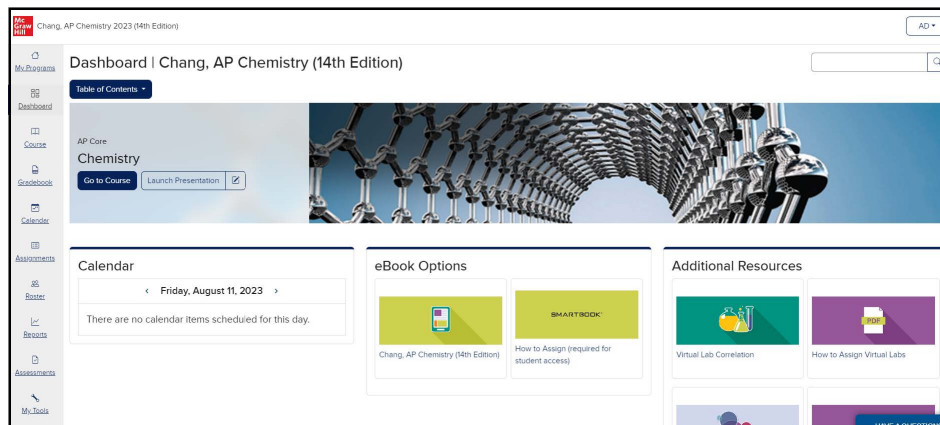 Mc
Graw
Hill
Chang, AP Chemistry 2023 (14th Edition)
AD
My Programs
Dashboard | Chang, AP Chemistry (14th Edition)
Table of Contents
Dashboard
Course
Gradebook
Calendar
Assignments
Roster
Reports
Assessments
My Tools
AP Core
Chemistry
Go to Course
Launch Presentation
Calendar
‹ Friday, August 11, 2023 ›
There are no calendar items scheduled for this day.
eBook Options
Chang, AP Chemistry (14th Edition)
SMARTBOOK®
How to Assign (required for
student access)
Additional Resources
Virtual Lab Correlation
PDF
How to Assign Virtual Labs
HAVE A QUESTION